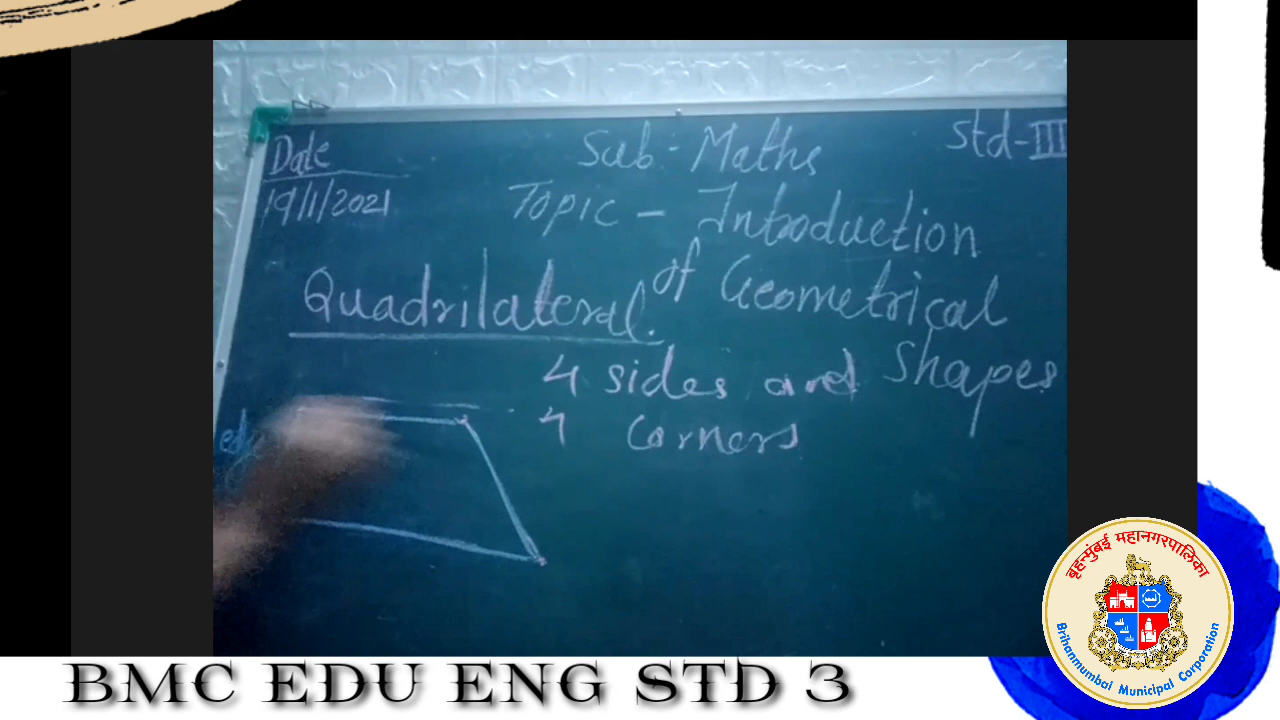 Date
19/1/2021
Sub - Maths
Std-III
Topic - Introduction
of Geometrical
Shapes
Quadrilateral.
4 sides and
4 corners
बृहन्मुंबई महानगरपालिका
Brihanmumbai Municipal Corporation
BMC EDU ENG STD 3